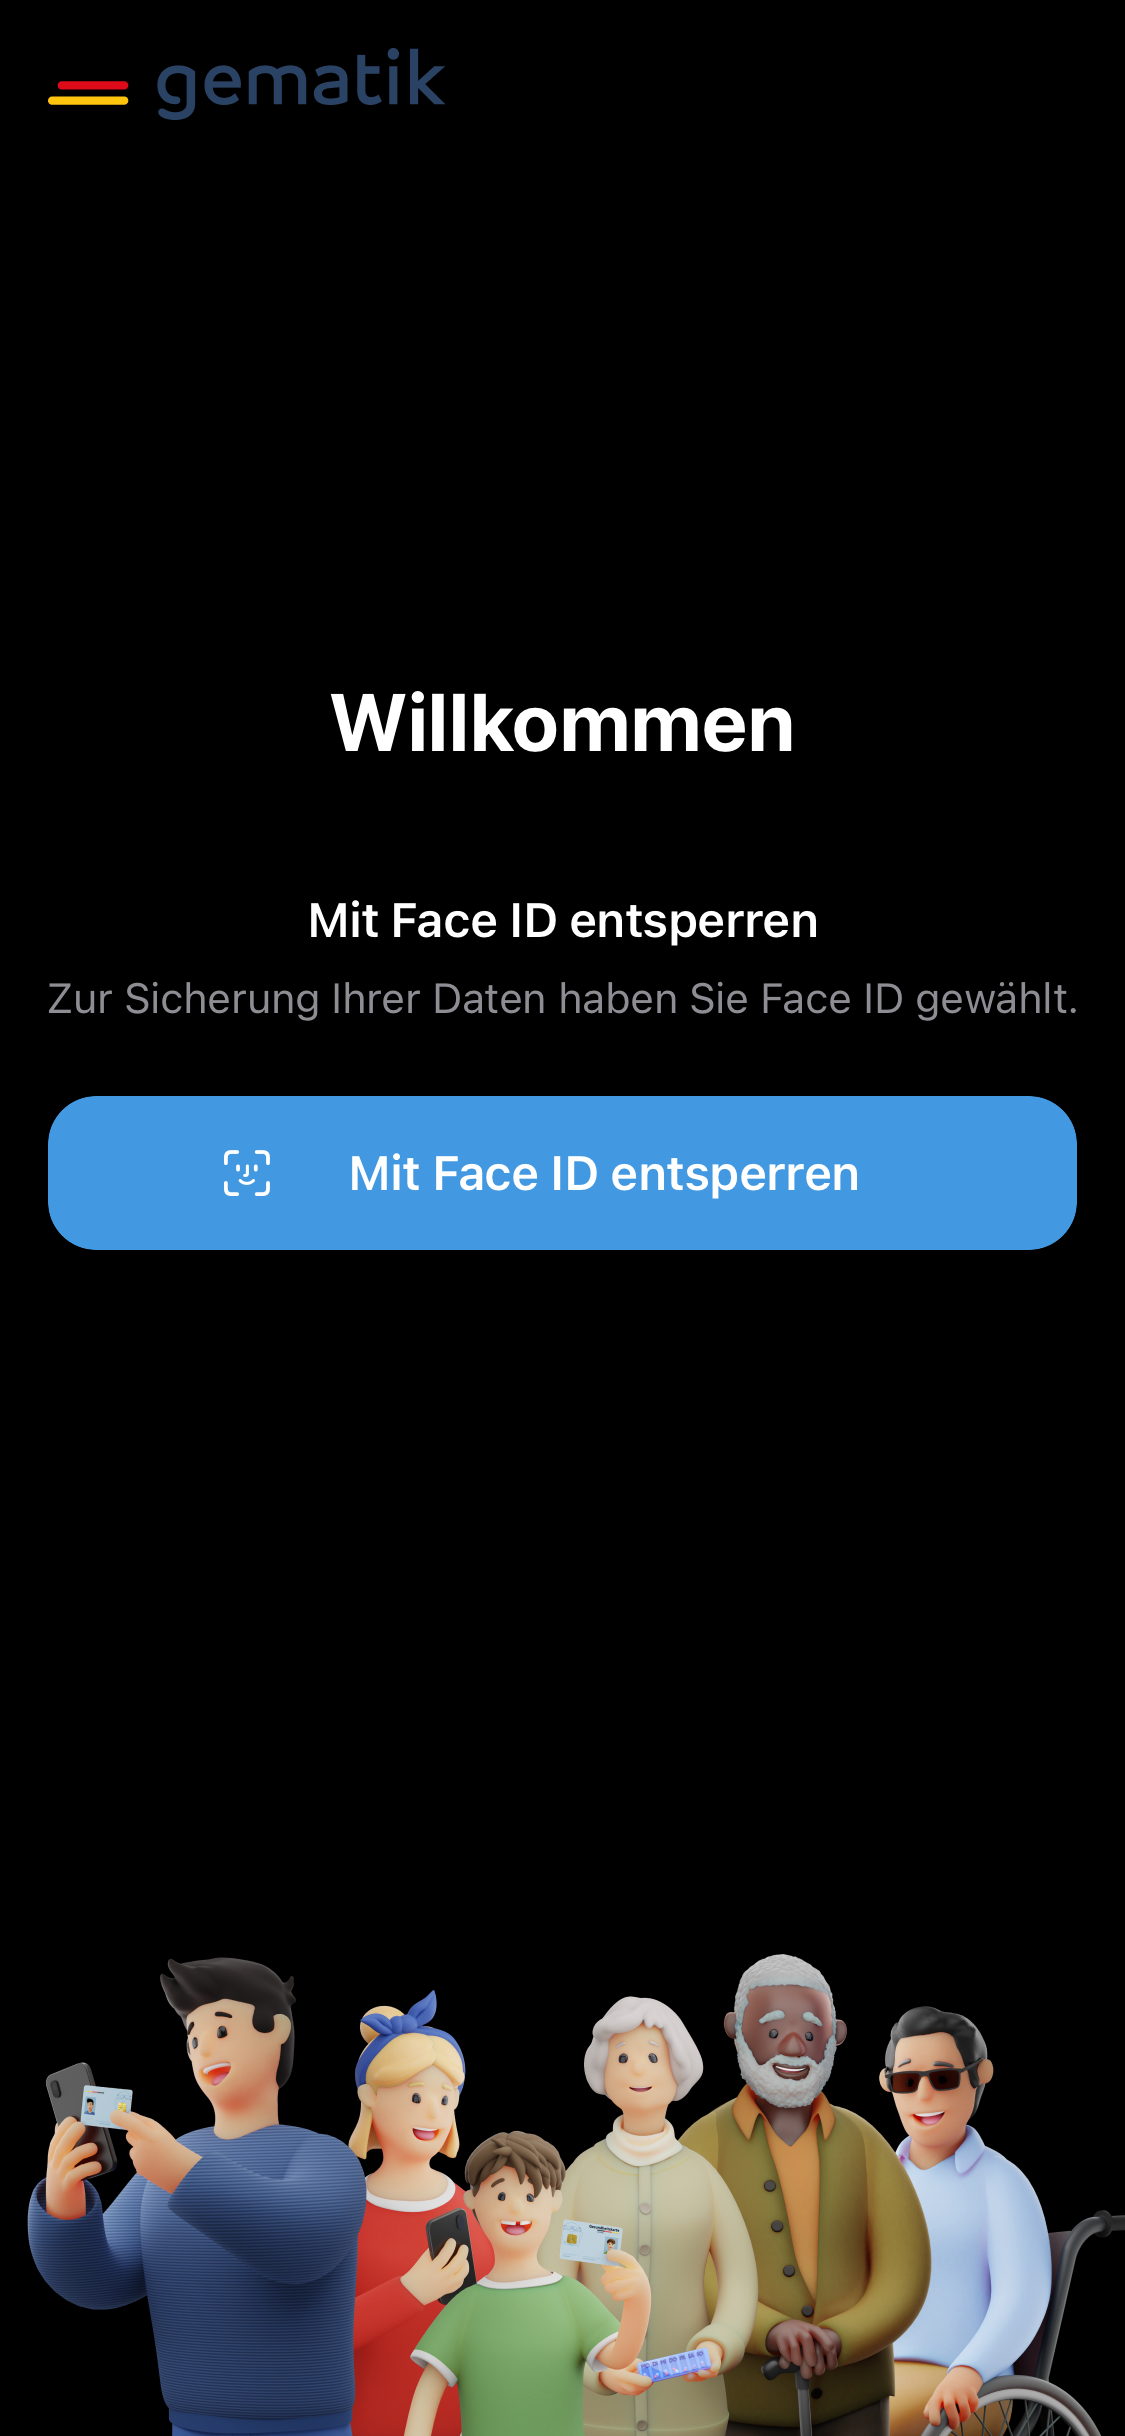 gematik
Willkommen
Mit Face ID entsperren
Zur Sicherung Ihrer Daten haben Sie Face ID gewählt.
Mit Face ID entsperren